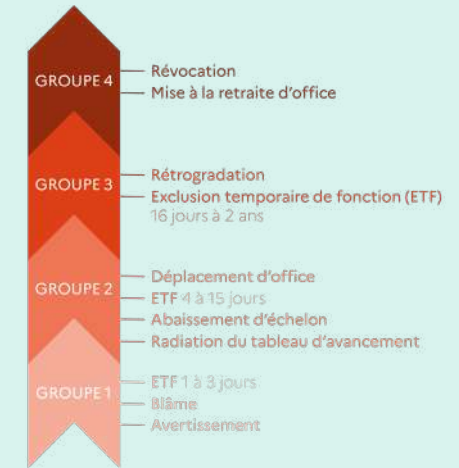 GROUPE 4
Révocation
Mise à la retraite d'office
GROUPE 3
Rétrogradation
Exclusion temporaire de fonction (ETF)
16 jours à 2 ans
GROUPE 2
Déplacement d'office
ETF 4 à 15 jours
Abaissement d'échelon
Radiation du tableau d'avancement
GROUPE 1
ETF 1 à 3 jours
Blâme
Avertissement